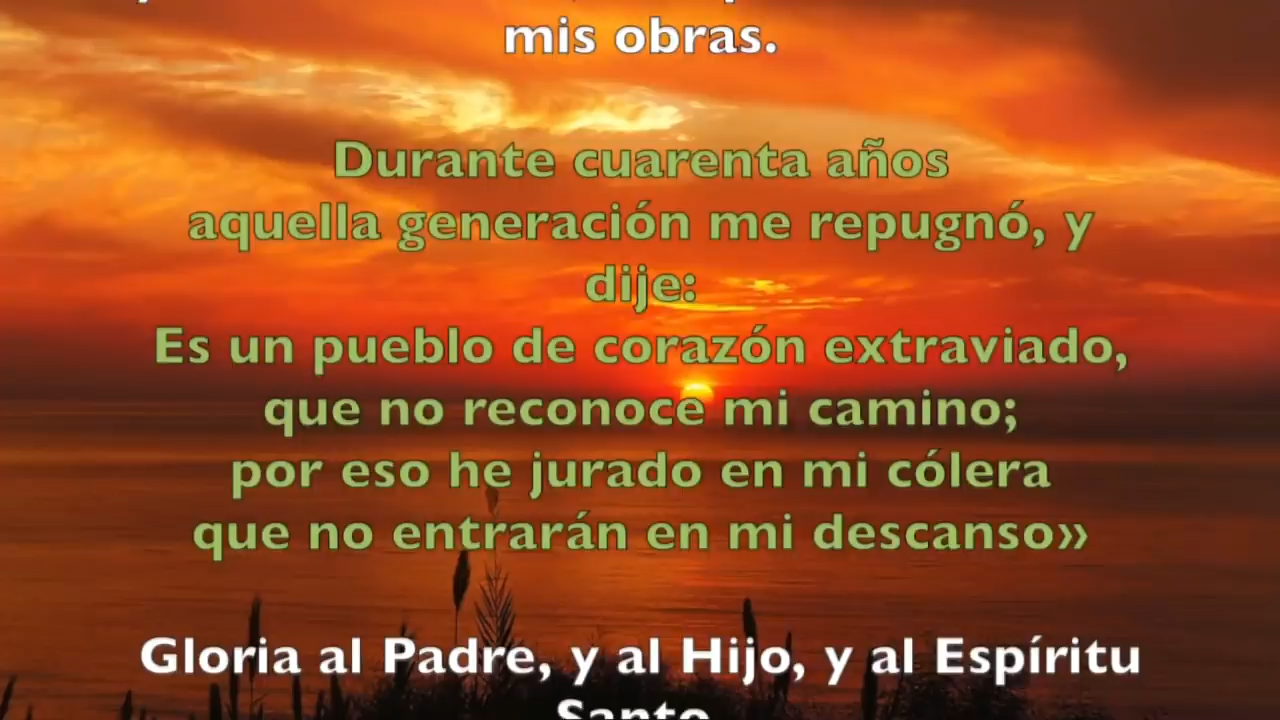 mis obras.
Durante cuarenta años
aquella generación me repugnó, y
dije:
Es un pueblo de corazón extraviado,
que no reconoce mi camino;
por eso he jurado en mi cólera
que no entrarán en mi descanso»
Gloria al Padre, y al Hijo, y al Espíritu
Santo